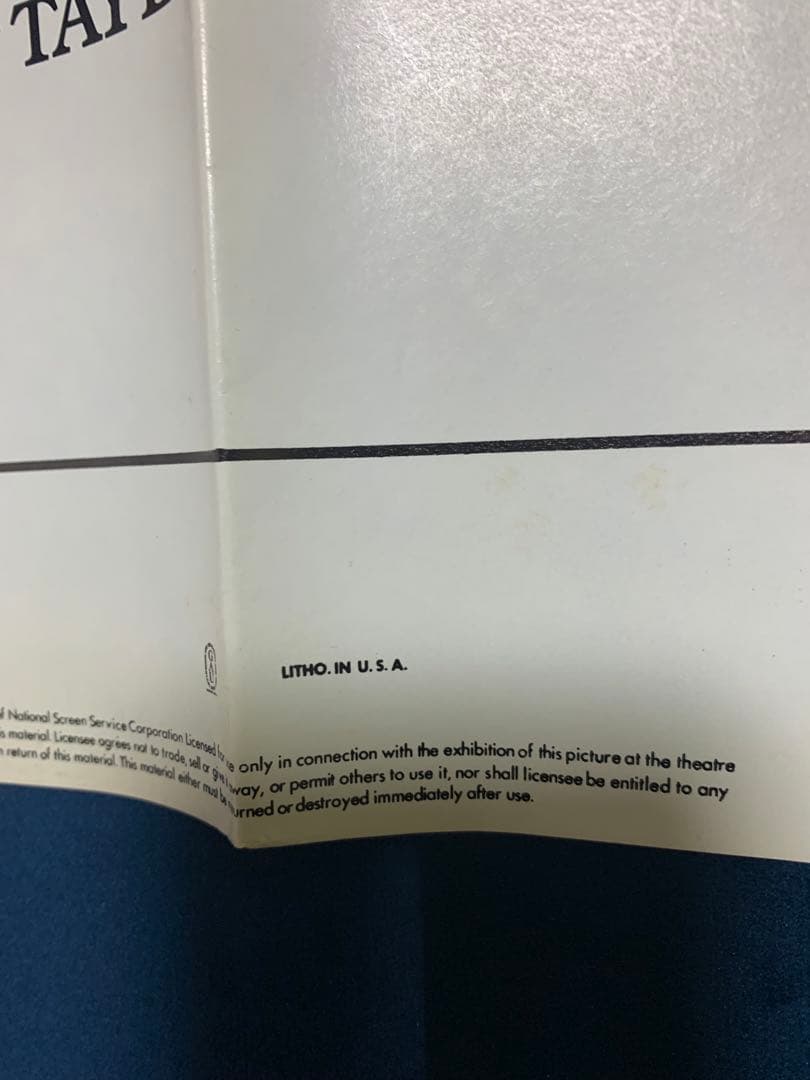 LITHO. IN U. S. A.
National Screen Service Corporation Licensed for use only in connection with the exhibition of this picture at the theatre
material. Licensee agrees not to trade, sell or give it away, or permit others to use it, nor shall licensee be entitled to any
return of this material. This material either must be returned or destroyed immediately after use.